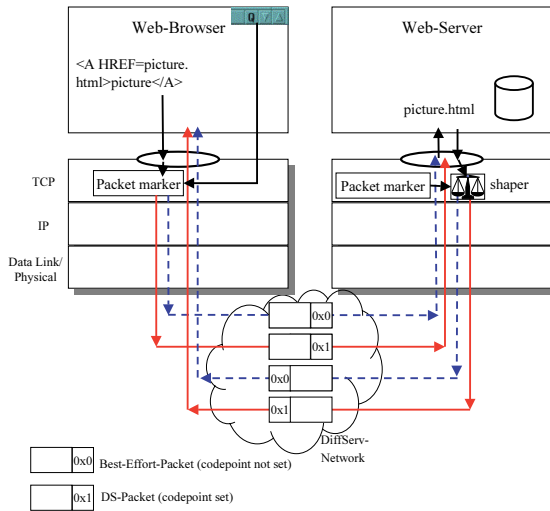 Web-Browser
Q V A
<A HREF=picture.
html>picture</A>
Web-Server
picture.html
TCP
Packet marker
Packet marker
shaper
IP
Data Link/
Physical
0x0
0x1
0x0
0x1
DiffServ-
Network
0x0
Best-Effort-Packet (codepoint not set)
0x1
DS-Packet (codepoint set)